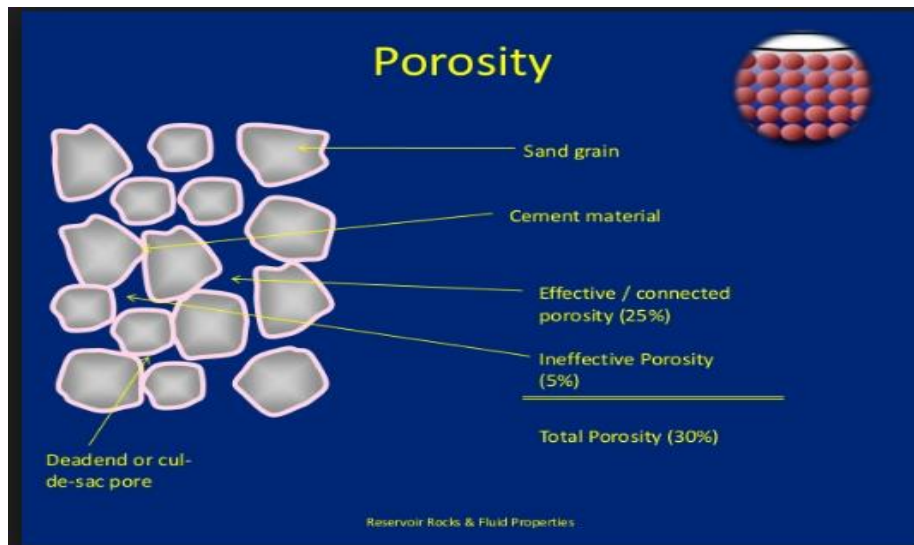 Porosity
Sand grain
Cement material
Effective / connected
porosity (25%)
Ineffective Porosity
(5%)
Total Porosity (30%)
Deadend or cul-
de-sac pore
Reservoir Rocks & Fluid Properties